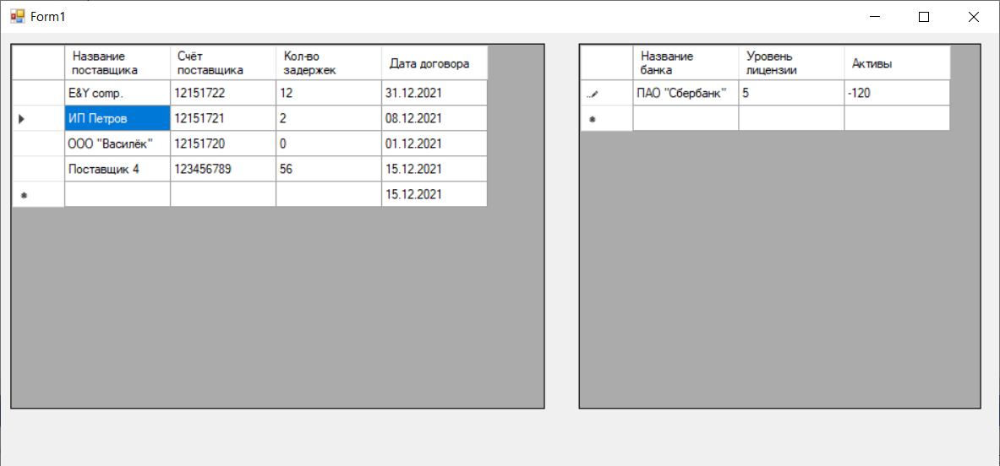 Form1
Название поставщика Счёт поставщика Кол-во задержек Дата договора
E&Y comp. 12151722 12 31.12.2021
ИП Петров 12151721 2 08.12.2021
ООО "Василёк" 12151720 0 01.12.2021
Поставщик 4 123456789 56 15.12.2021
15.12.2021
Название банка Уровень лицензии Активы
ПАО "Сбербанк" 5 -120